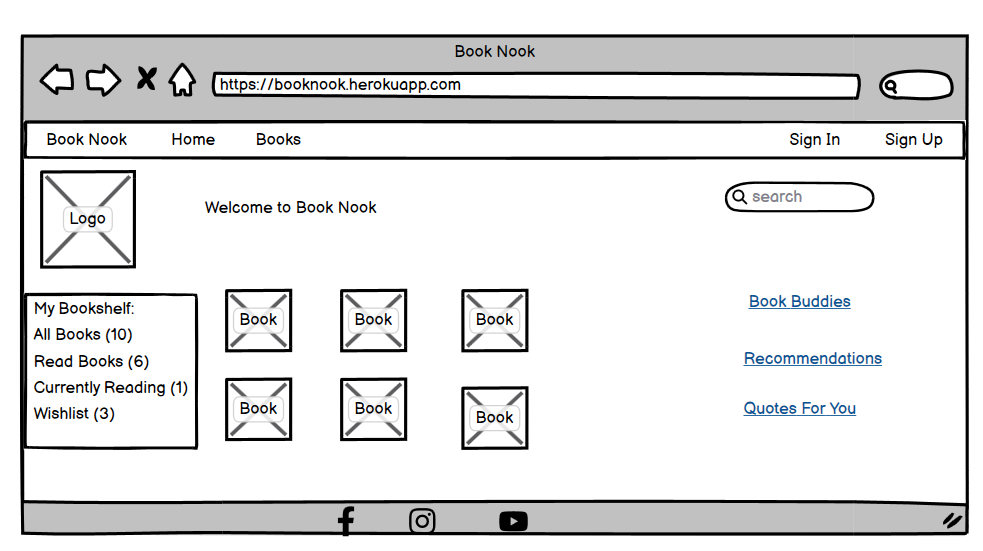 Book Nook
https://booknook.herokuapp.com
Book Nook Home Books Sign In Sign Up
Logo
Welcome to Book Nook
search
My Bookshelf:
All Books (10)
Read Books (6)
Currently Reading (1)
Wishlist (3)
Book Book Book
Book Book Book
Book Buddies
Recommendations
Quotes For You